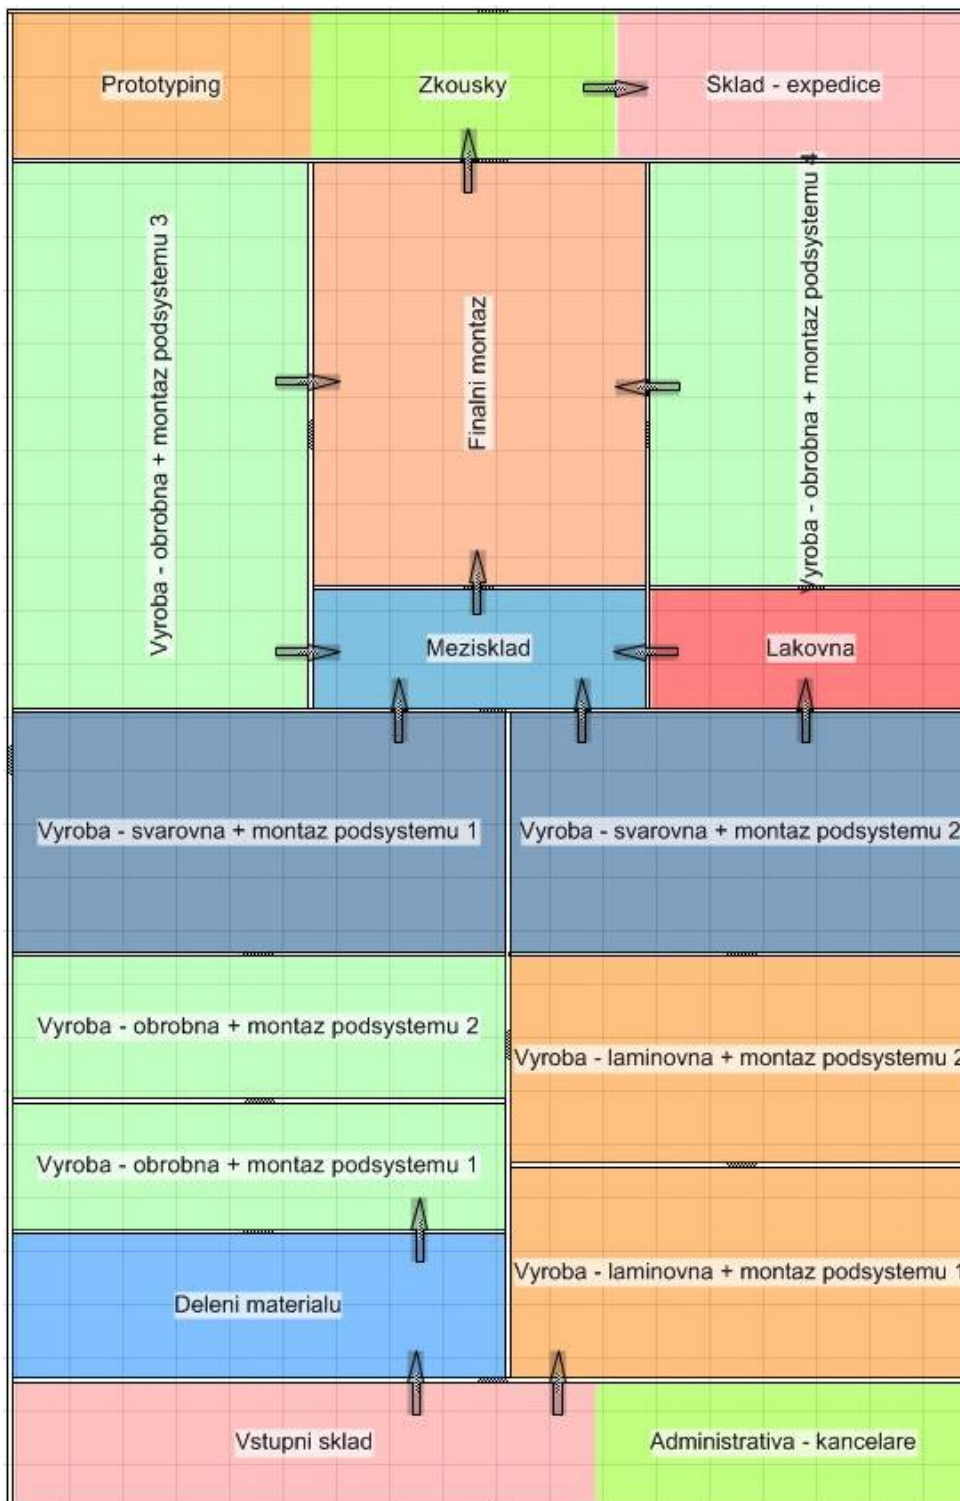 Prototyping
Zkousky
Sklad - expedice
Vyroba - obrobna + montaz podsystemu 3
Finalni montaz
Vyroba - obrobna + montaz podsystemu 4
Mezisklad
Lakovna
Vyroba - svarovna + montaz podsystemu 1
Vyroba - svarovna + montaz podsystemu 2
Vyroba - obrobna + montaz podsystemu 2
Vyroba - laminovna + montaz podsystemu 2
Vyroba - obrobna + montaz podsystemu 1
Vyroba - laminovna + montaz podsystemu 1
Deleni materialu
Vstupni sklad
Administrativa - kancelare